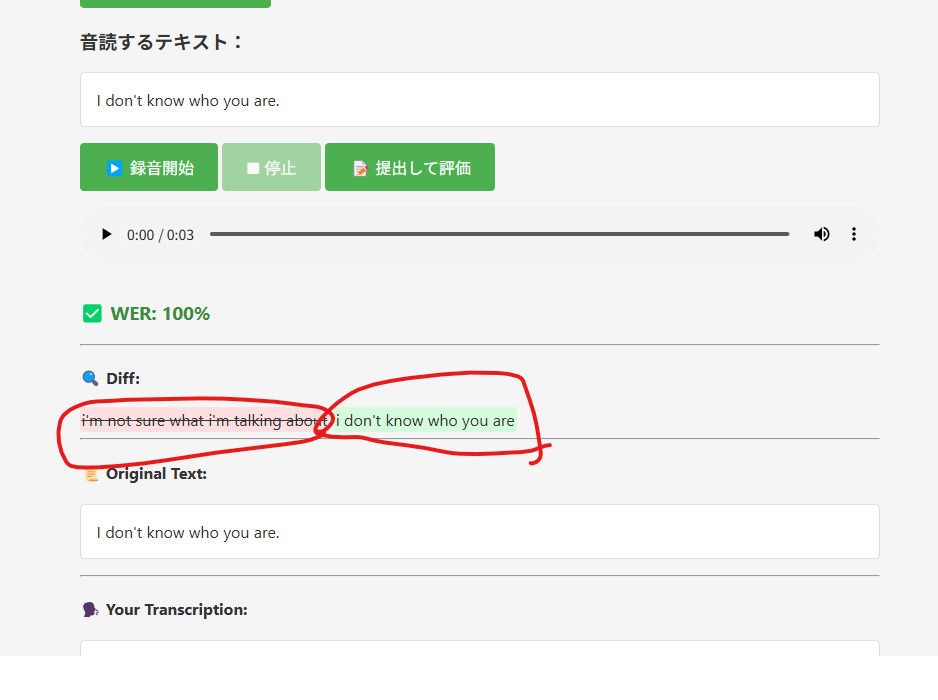 音読するテキスト：
I don't know who you are.
録音開始 停止 提出して評価
0:00 / 0:03
WER: 100%
Diff:
i'm not sure what i'm talking about i don't know who you are
Original Text:
I don't know who you are.
Your Transcription: